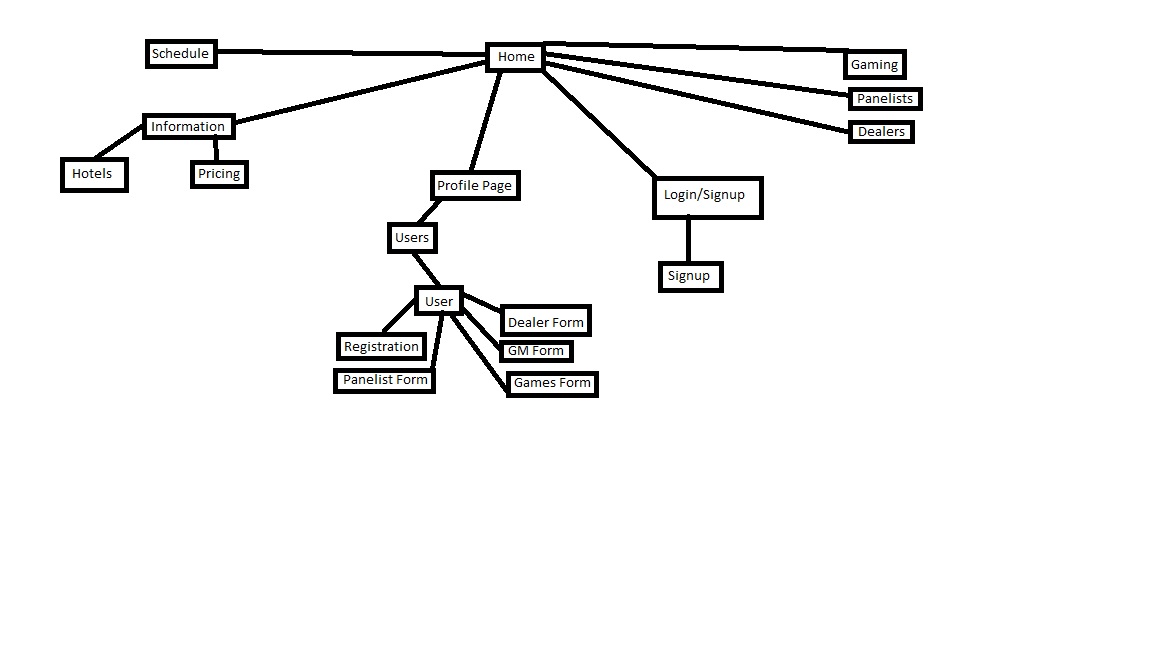 Schedule
Home
Gaming
Panelists
Information
Dealers
Hotels
Pricing
Profile Page
Login/Signup
Users
Signup
User
Dealer Form
Registration
GM Form
Panelist Form
Games Form